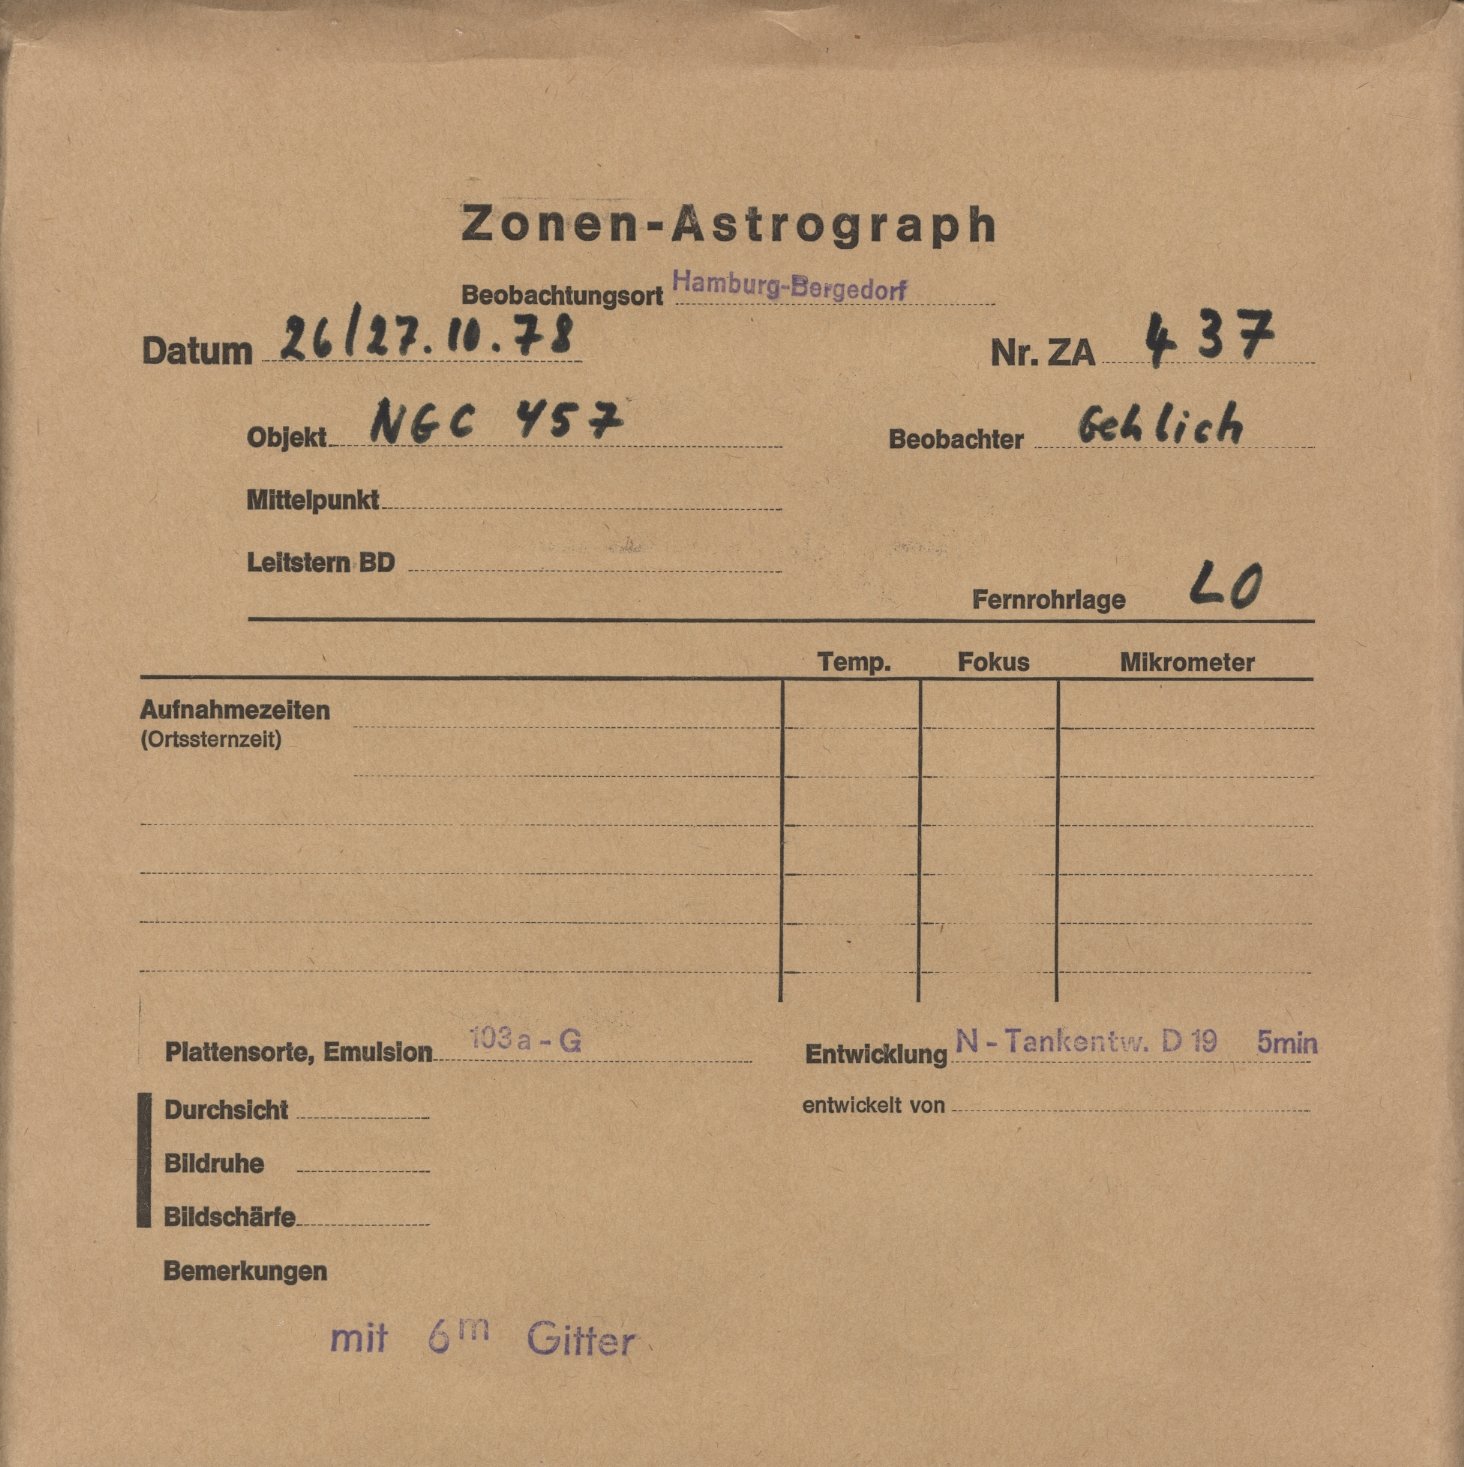 Zonen-Astrograph
Beobachtungsort Hamburg-Bergedorf
Datum 26/27.10.78 Nr. ZA 437
Objekt NGC 457 Beobachter Gehlich
Mittelpunkt
Leitstern BD
Fernrohrlage LO
Temp. Fokus Mikrometer
Aufnahmezeiten
(Ortssternzeit)
Plattensorte, Emulsion 103a-G Entwicklung N-Tankentw. D19 5min
Durchsicht entwickelt von
Bildruhe
Bildschärfe
Bemerkungen
mit 6m Gitter